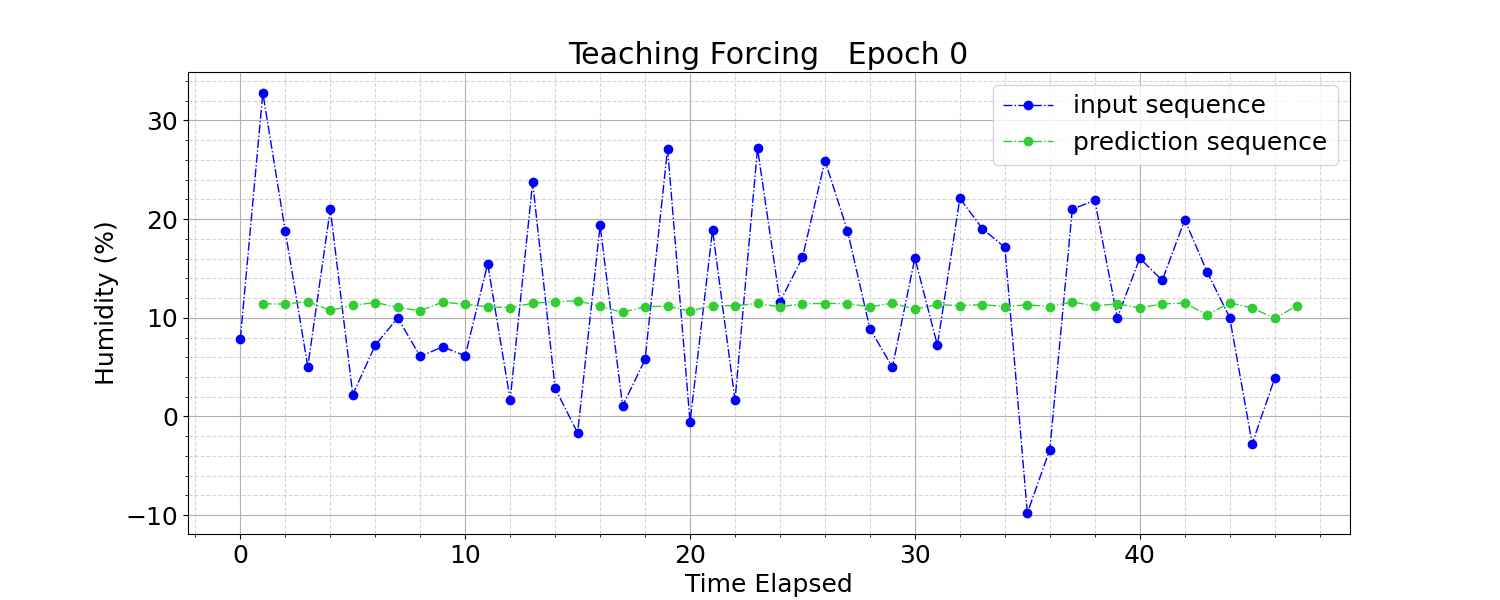 Teaching Forcing   Epoch 0
input sequence
prediction sequence
Humidity (%)
30
20
10
0
−10
0 10 20 30 40
Time Elapsed